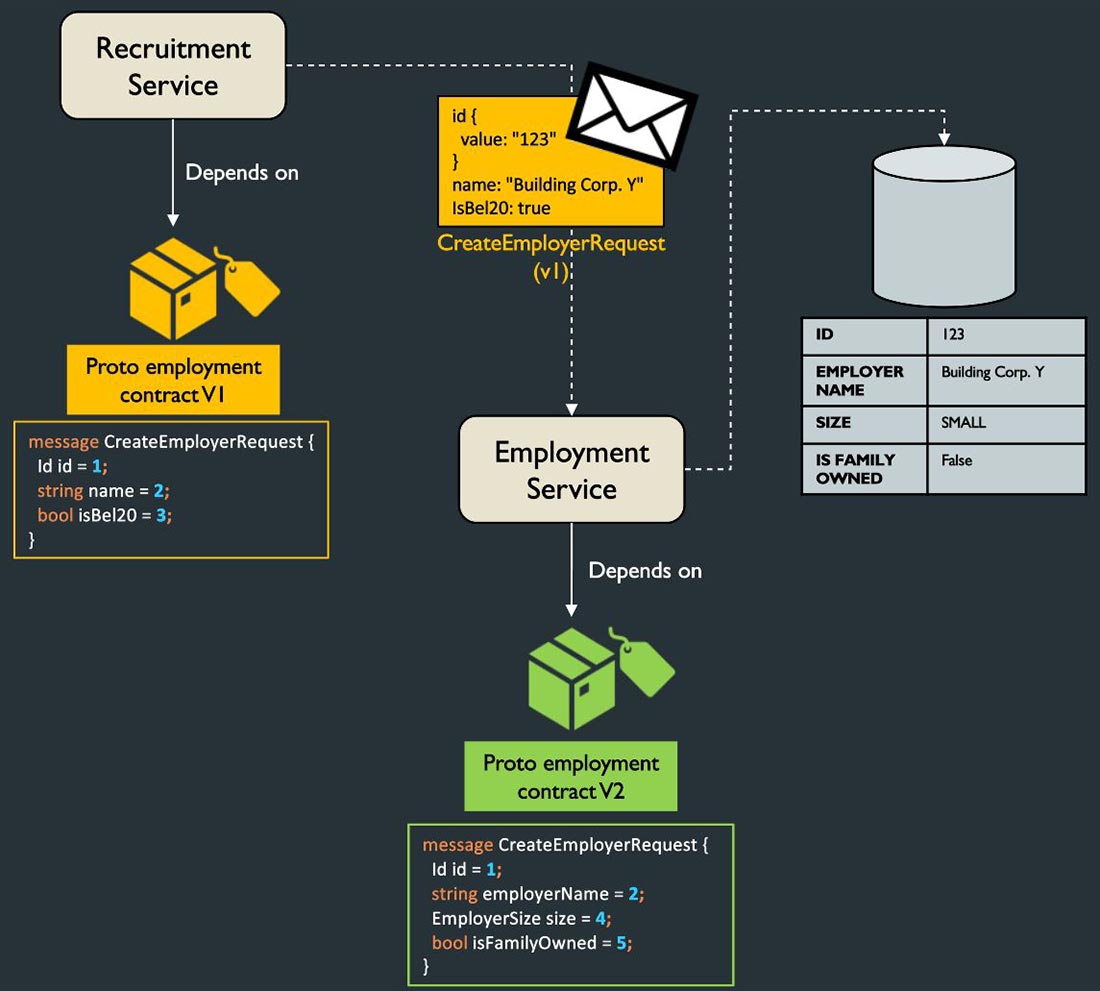 Recruitment
Service
Depends on
Proto employment
contract V1
message CreateEmployerRequest {
Id id = 1;
string name = 2;
bool isBel20 = 3;
}
id {
value: "123"
}
name: "Building Corp. Y"
IsBel20: true
CreateEmployerRequest
(v1)
Employment
Service
Depends on
Proto employment
contract V2
message CreateEmployerRequest {
Id id = 1;
string employerName = 2;
EmployerSize size = 4;
bool isFamilyOwned = 5;
}
ID 123
EMPLOYER Building Corp. Y
NAME
SIZE SMALL
IS FAMILY False
OWNED